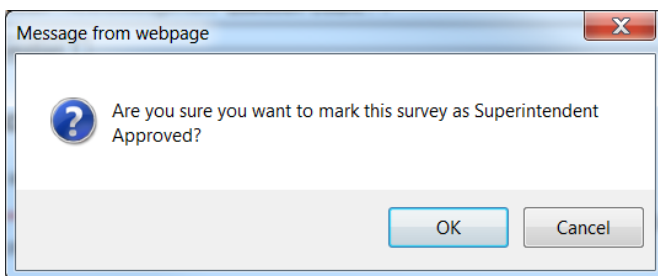 Message from webpage
Are you sure you want to mark this survey as Superintendent
Approved?
OK
Cancel